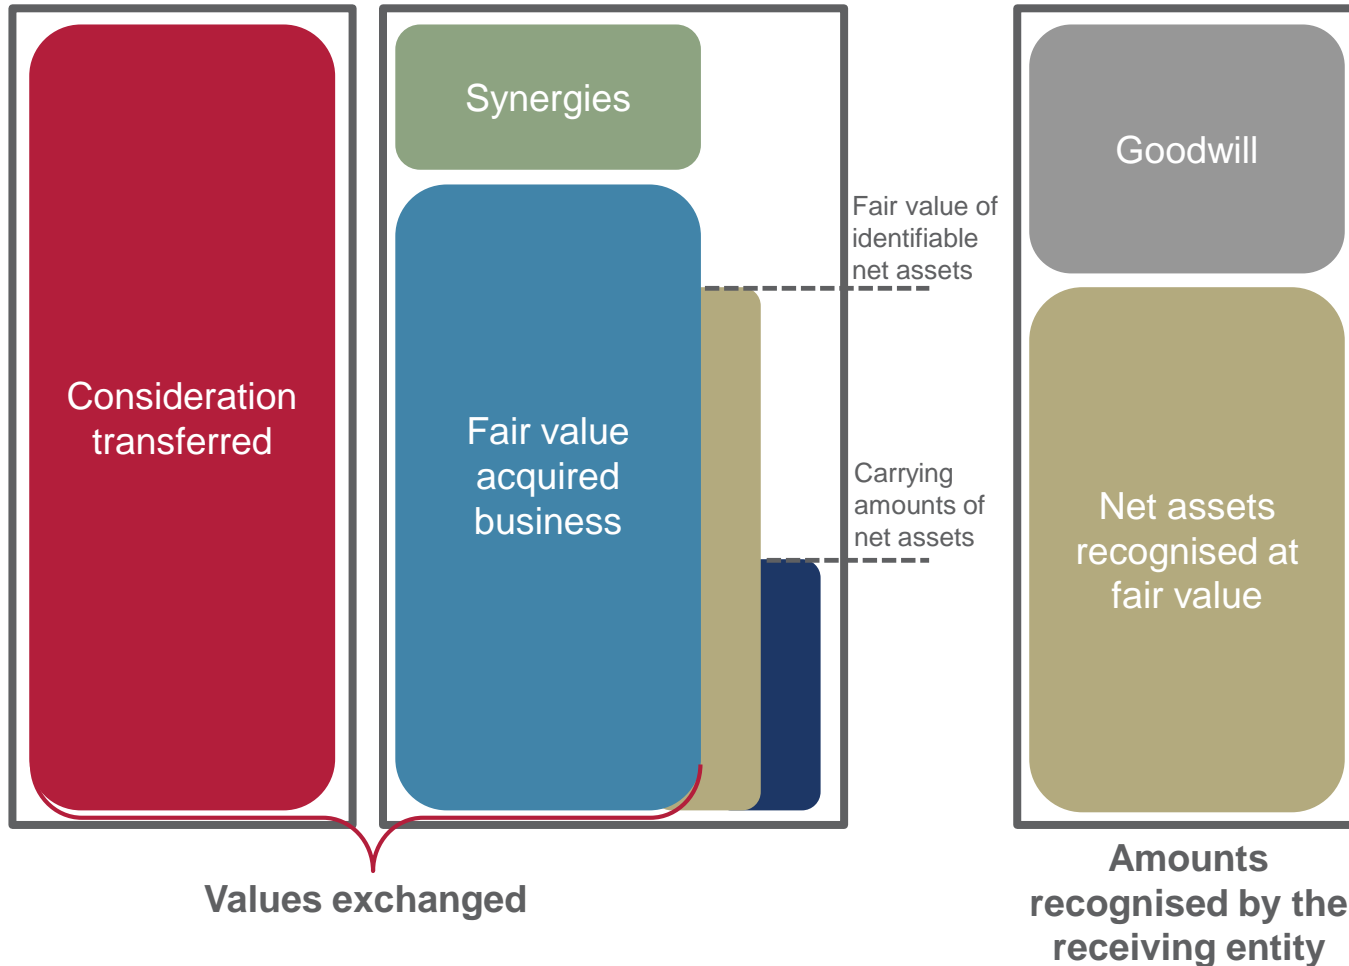 Consideration
transferred
Synergies
Fair value
acquired
business
Fair value of
identifiable
net assets
Carrying
amounts of
net assets
Goodwill
Net assets
recognised at
fair value
Values exchanged
Amounts
recognised by the
receiving entity